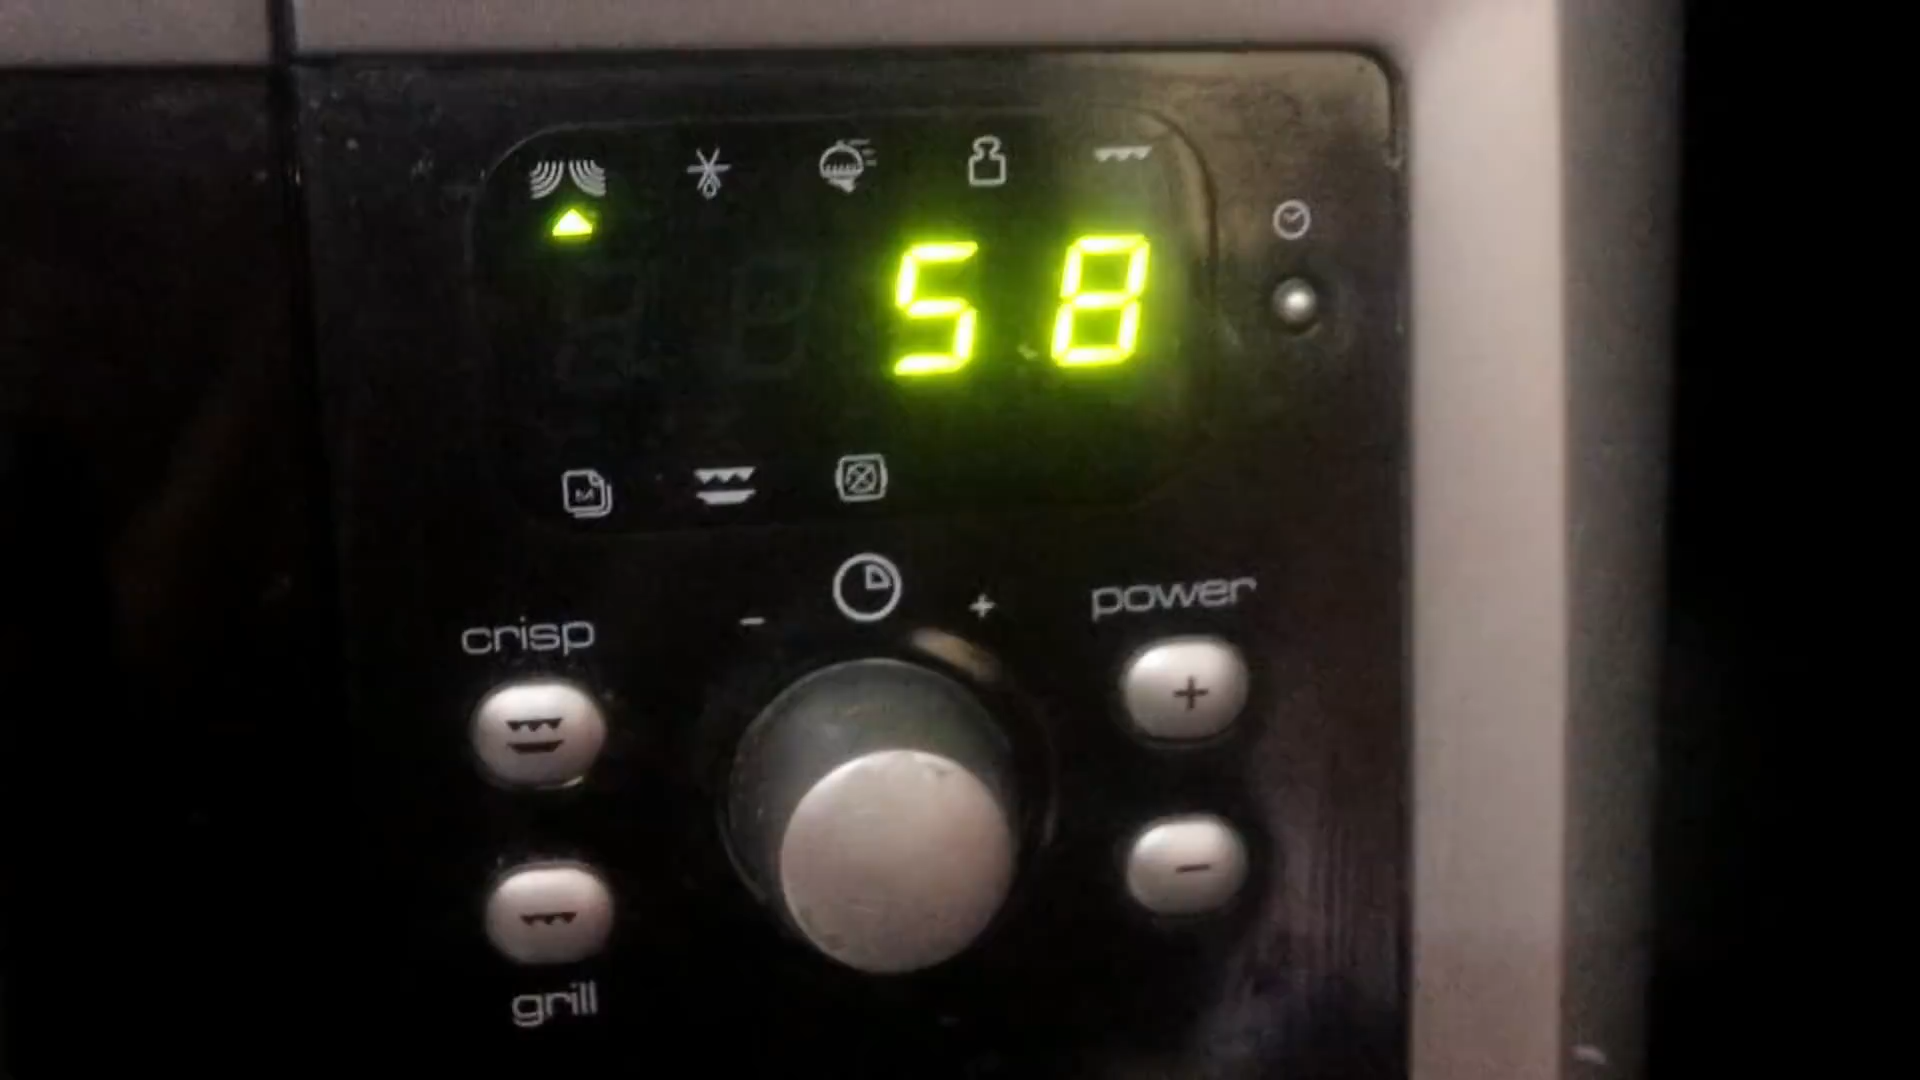 58
crisp
power
- +
+
-
grill